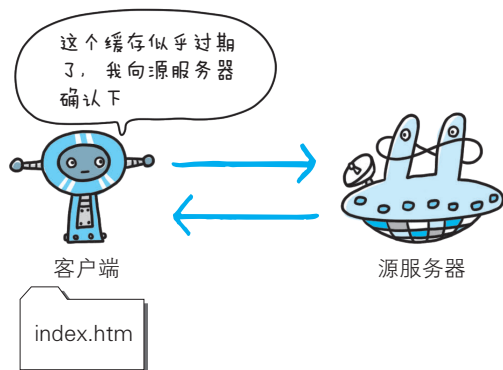 这个缓存似乎过期
了，我向源服务器
确认下
客户端
源服务器
index.htm